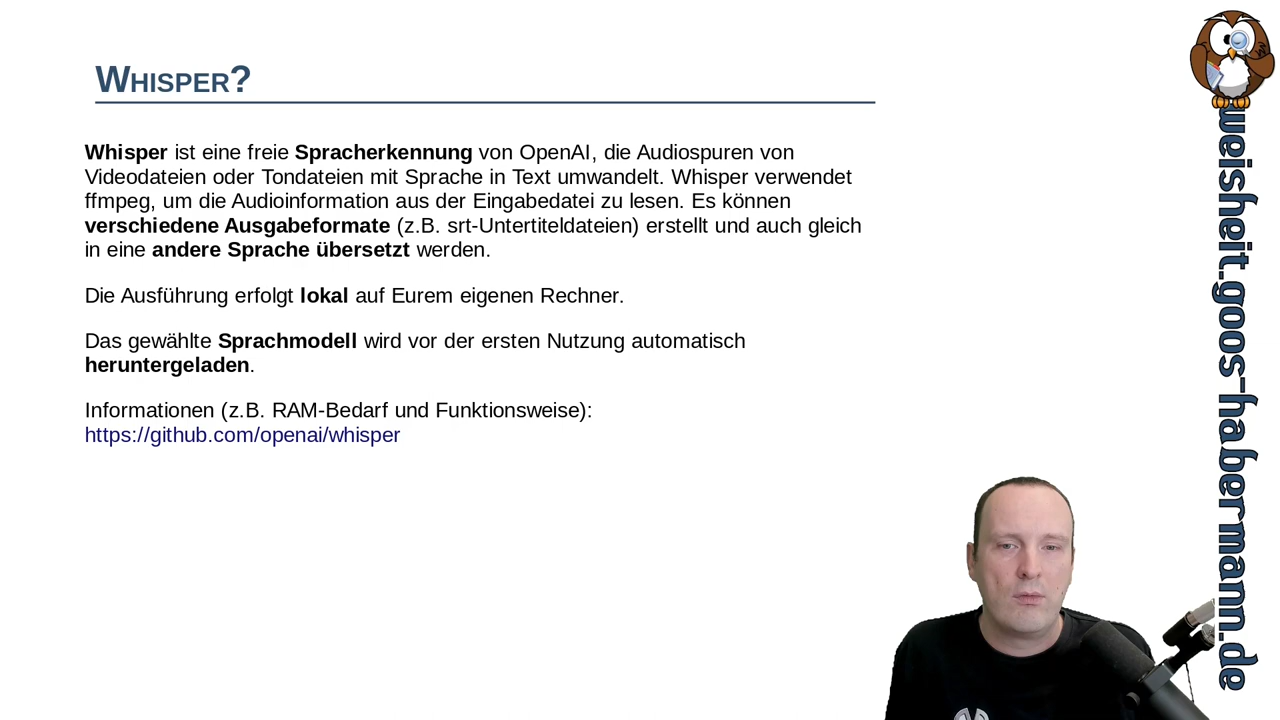 Whisper?
Whisper ist eine freie Spracherkennung von OpenAI, die Audiospuren von
Videodateien oder Tondateien mit Sprache in Text umwandelt. Whisper verwendet
ffmpeg, um die Audioinformation aus der Eingabedatei zu lesen. Es können
verschiedene Ausgabeformate (z.B. srt-Untertiteldateien) erstellt und auch gleich
in eine andere Sprache übersetzt werden.
Die Ausführung erfolgt lokal auf Eurem eigenen Rechner.
Das gewählte Sprachmodell wird vor der ersten Nutzung automatisch
heruntergeladen.
Informationen (z.B. RAM-Bedarf und Funktionsweise):
https://github.com/openai/whisper
weisheit.goos-habermann.de